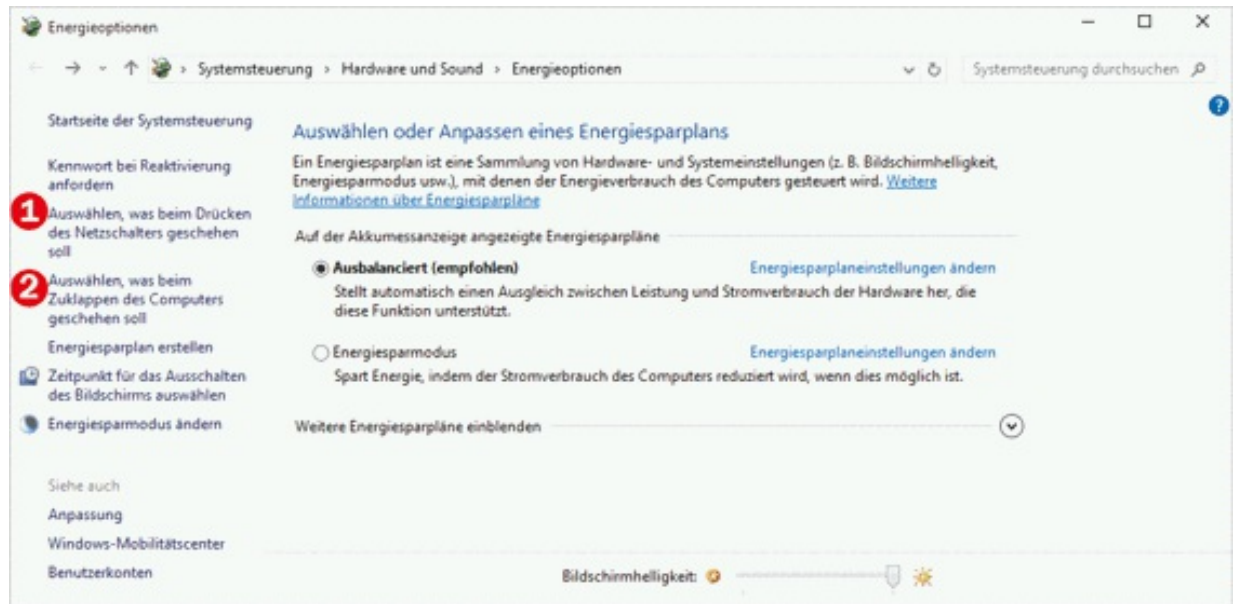 Energieoptionen
Systemsteuerung › Hardware und Sound › Energieoptionen
Systemsteuerung durchsuchen
?
Startseite der Systemsteuerung
Kennwort bei Reaktivierung
anfordern
1
Auswählen, was beim Drücken
des Netzschalters geschehen
soll
2
Auswählen, was beim
Zuklappen des Computers
geschehen soll
Energiesparplan erstellen
Zeitpunkt für das Ausschalten
des Bildschirms auswählen
Energiesparmodus ändern
Siehe auch
Anpassung
Windows-Mobilitätscenter
Benutzerkonten
Auswählen oder Anpassen eines Energiesparplans
Ein Energiesparplan ist eine Sammlung von Hardware- und Systemeinstellungen (z. B. Bildschirmhelligkeit,
Energiesparmodus usw.), mit denen der Energieverbrauch des Computers gesteuert wird. Weitere
Informationen über Energiesparpläne
Auf der Akkumessanzeige angezeigte Energiesparpläne
Ausbalanciert (empfohlen) Energiesparplaneinstellungen ändern
Stellt automatisch einen Ausgleich zwischen Leistung und Stromverbrauch der Hardware her, die
diese Funktion unterstützt.
Energiesparmodus Energiesparplaneinstellungen ändern
Spart Energie, indem der Stromverbrauch des Computers reduziert wird, wenn dies möglich ist.
Weitere Energiesparpläne einblenden
Bildschirmhelligkeit: